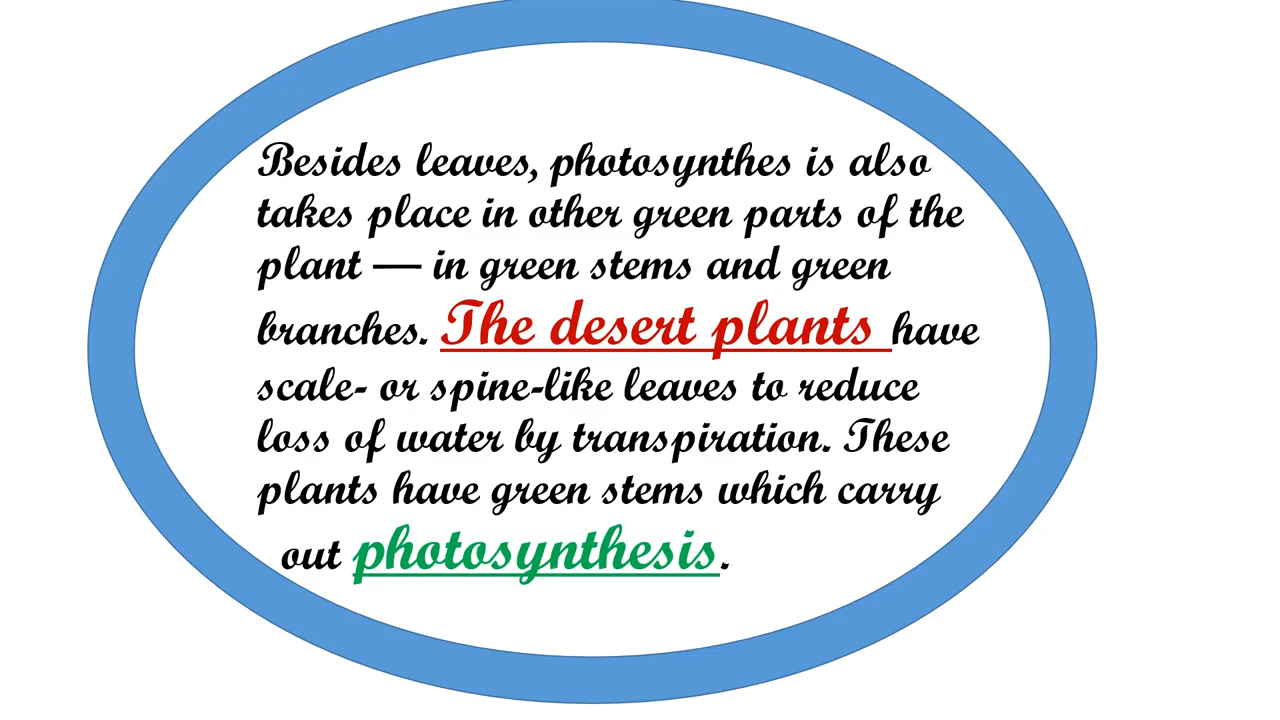 Besides leaves, photosynthes is also
takes place in other green parts of the
plant — in green stems and green
branches. The desert plants have
scale- or spine-like leaves to reduce
loss of water by transpiration. These
plants have green stems which carry
out photosynthesis.